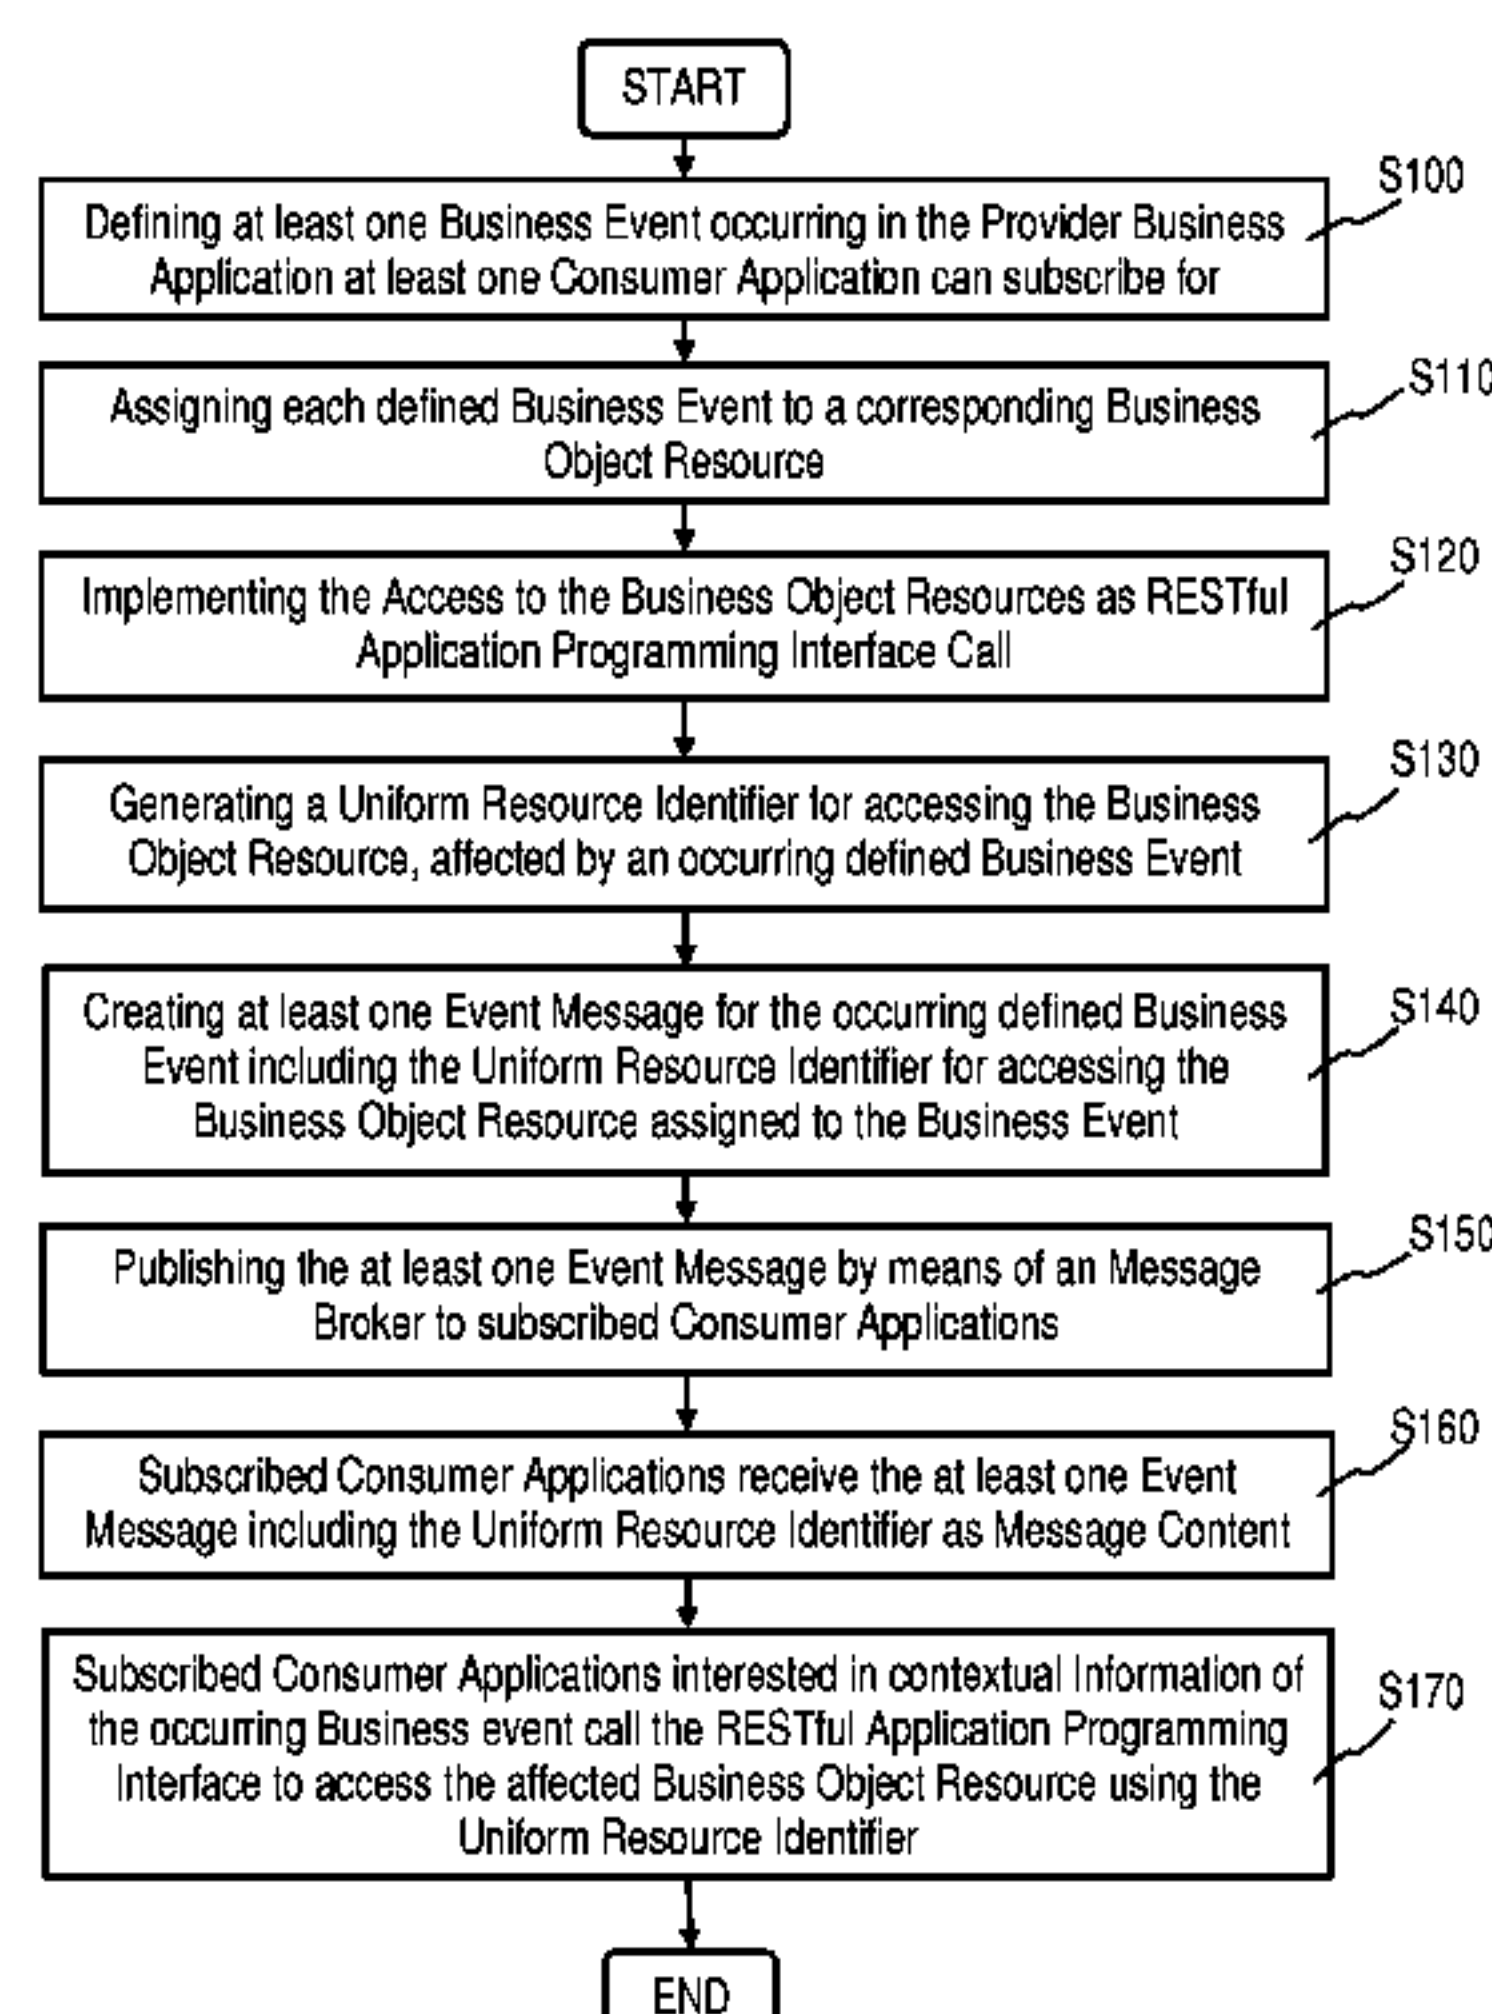 START
S100
Defining at least one Business Event occurring in the Provider Business
Application at least one Consumer Application can subscribe for
S110
Assigning each defined Business Event to a corresponding Business
Object Resource
S120
Implementing the Access to the Business Object Resources as RESTful
Application Programming Interface Call
S130
Generating a Uniform Resource Identifier for accessing the Business
Object Resource, affected by an occurring defined Business Event
S140
Creating at least one Event Message for the occurring defined Business
Event including the Uniform Resource Identifier for accessing the
Business Object Resource assigned to the Business Event
S150
Publishing the at least one Event Message by means of an Message
Broker to subscribed Consumer Applications
S160
Subscribed Consumer Applications receive the at least one Event
Message including the Uniform Resource Identifier as Message Content
S170
Subscribed Consumer Applications interested in contextual Information of
the occurring Business event call the RESTful Application Programming
Interface to access the affected Business Object Resource using the
Uniform Resource Identifier
END